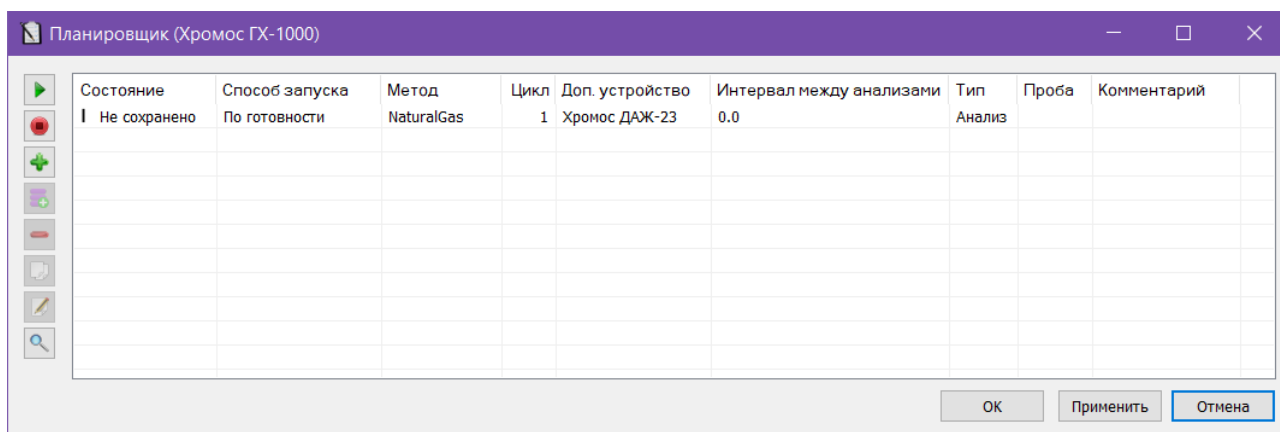 Планировщик (Хромос ГХ-1000)
Состояние Способ запуска Метод Цикл Доп. устройство Интервал между анализами Тип Проба Комментарий
Не сохранено По готовности NaturalGas 1 Хромос ДАЖ-23 0.0 Анализ
ОК Применить Отмена